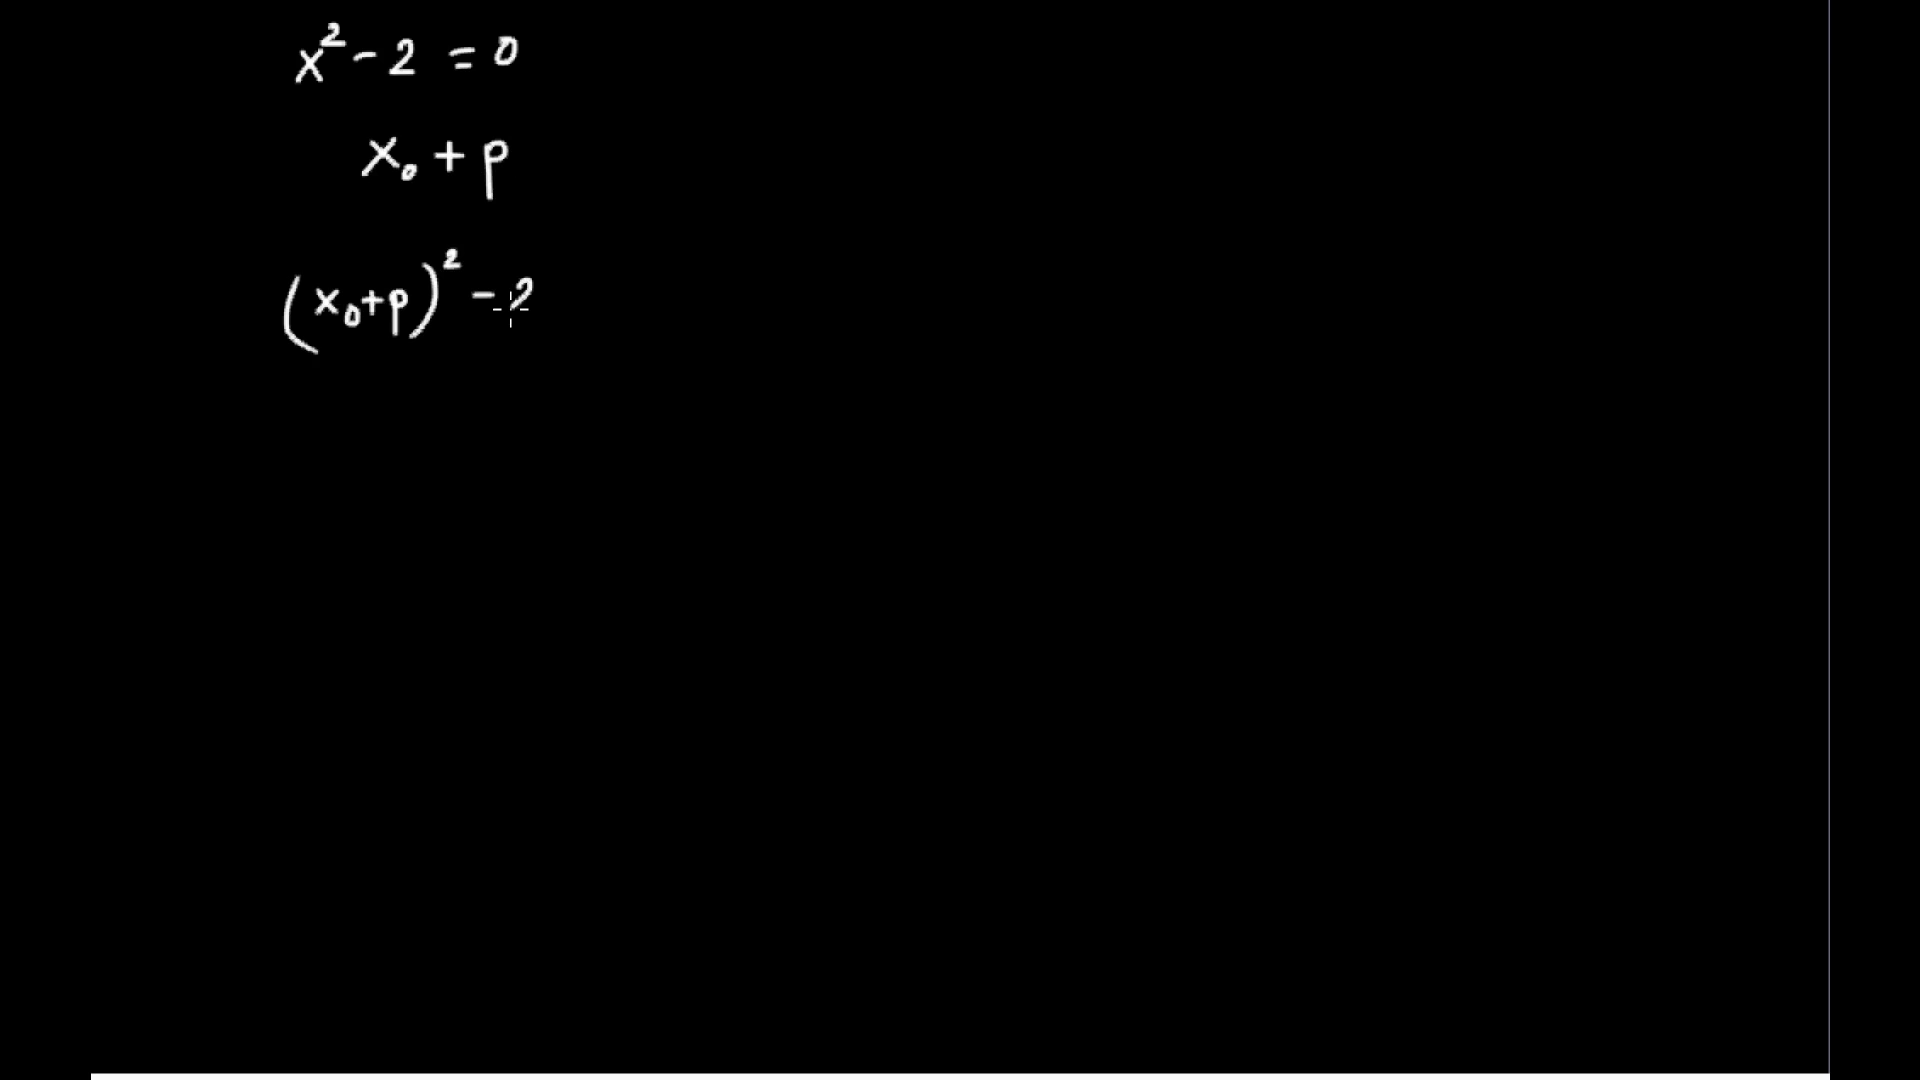 x² - 2 = 0
x₀ + p
(x₀+p)² - 2